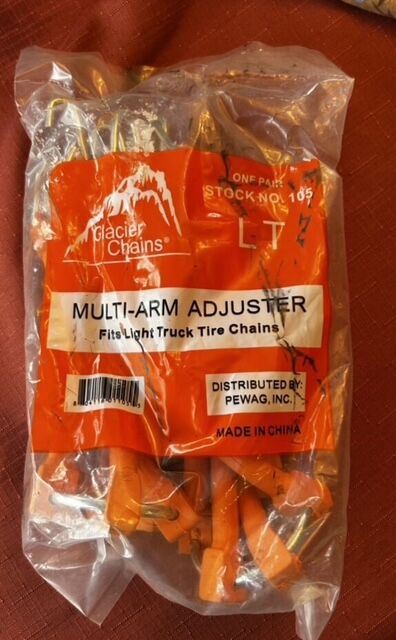 ONE PAIR
STOCK NO. 105
LT
Glacier
Chains®
MULTI-ARM ADJUSTER
Fits Light Truck Tire Chains
DISTRIBUTED BY:
PEWAG, INC.
MADE IN CHINA